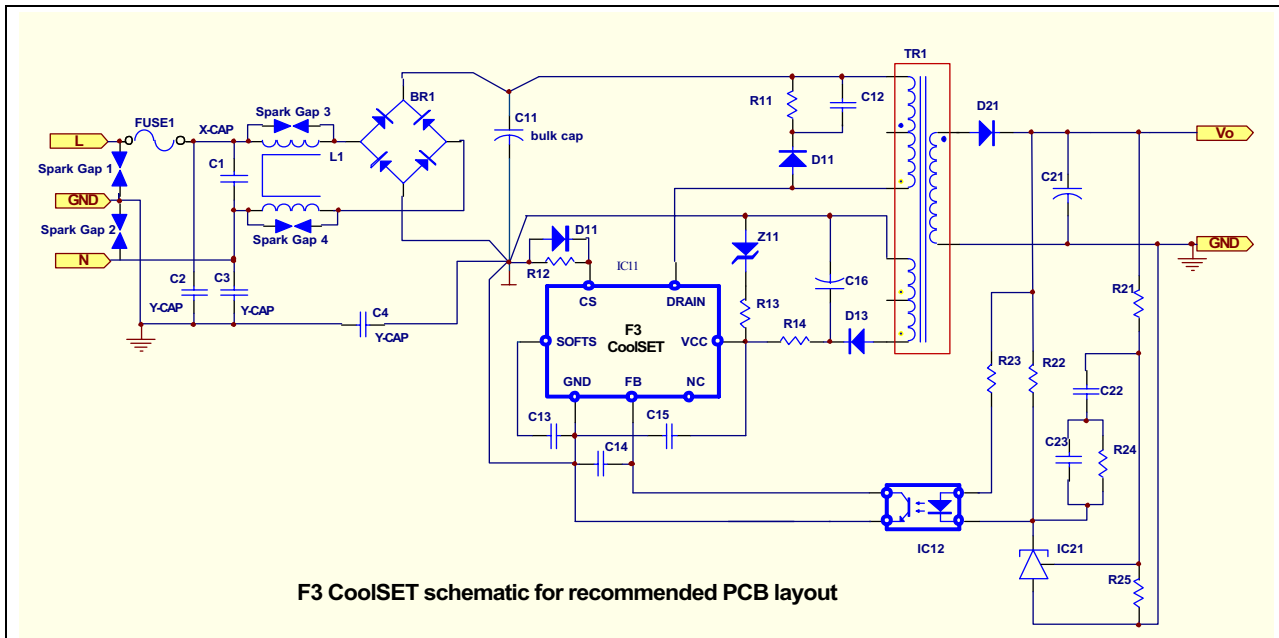 TR1
BR1
Spark Gap 3
FUSE1
X-CAP
L
C11
bulk cap
R11
C12
D21
Vo
L1
Spark Gap 1
C1
D11
C21
GND
Spark Gap 2
Spark Gap 4
D11
Z11
GND
N
R12
IC11
C2
C3
CS
DRAIN
C16
Y-CAP
Y-CAP
C4
Y-CAP
F3
CoolSET
R13
R14
D13
R21
SOFTS
VCC
R23
R22
GND
FB
NC
C22
C13
C15
C14
C23
R24
IC12
IC21
R25
F3 CoolSET schematic for recommended PCB layout